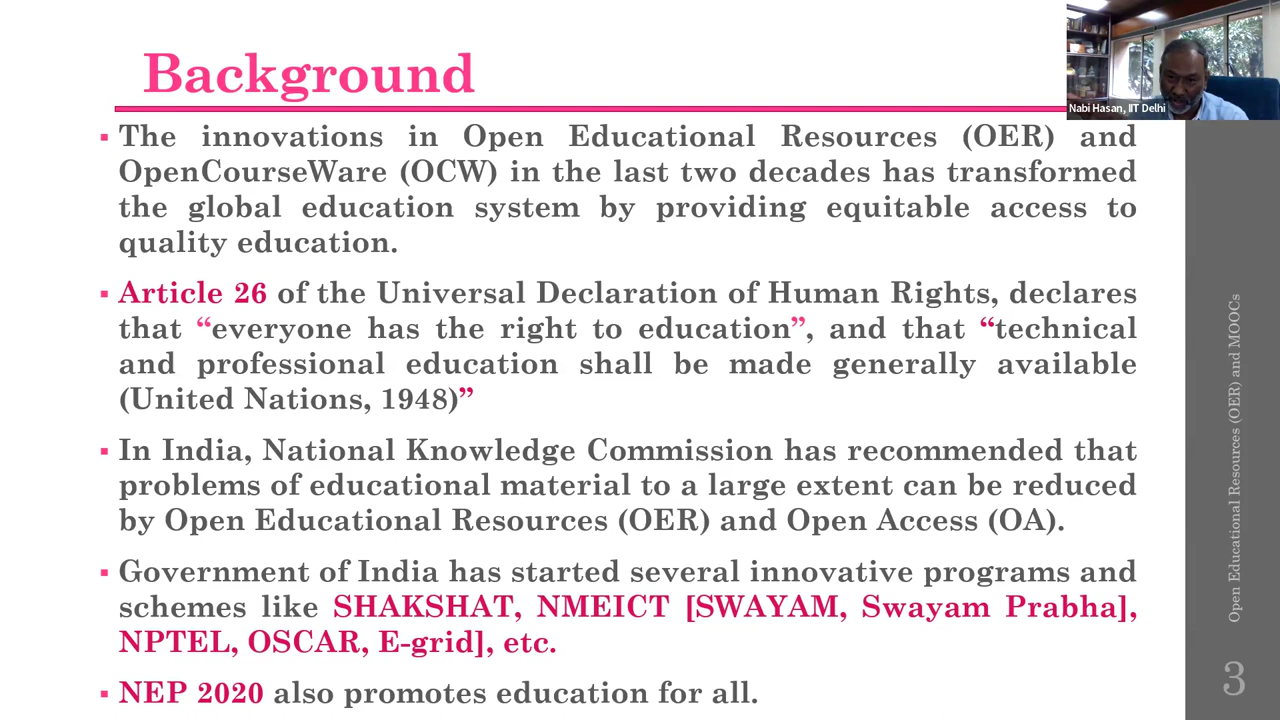 Background
Nabi Hasan, IIT Delhi
▪ The innovations in Open Educational Resources (OER) and
OpenCourseWare (OCW) in the last two decades has transformed
the global education system by providing equitable access to
quality education.
▪ Article 26 of the Universal Declaration of Human Rights, declares
that “everyone has the right to education”, and that “technical
and professional education shall be made generally available
(United Nations, 1948)”
▪ In India, National Knowledge Commission has recommended that
problems of educational material to a large extent can be reduced
by Open Educational Resources (OER) and Open Access (OA).
▪ Government of India has started several innovative programs and
schemes like SHAKSHAT, NMEICT [SWAYAM, Swayam Prabha],
NPTEL, OSCAR, E-grid], etc.
▪ NEP 2020 also promotes education for all.
Open Educational Resources (OER) and MOOCs
3